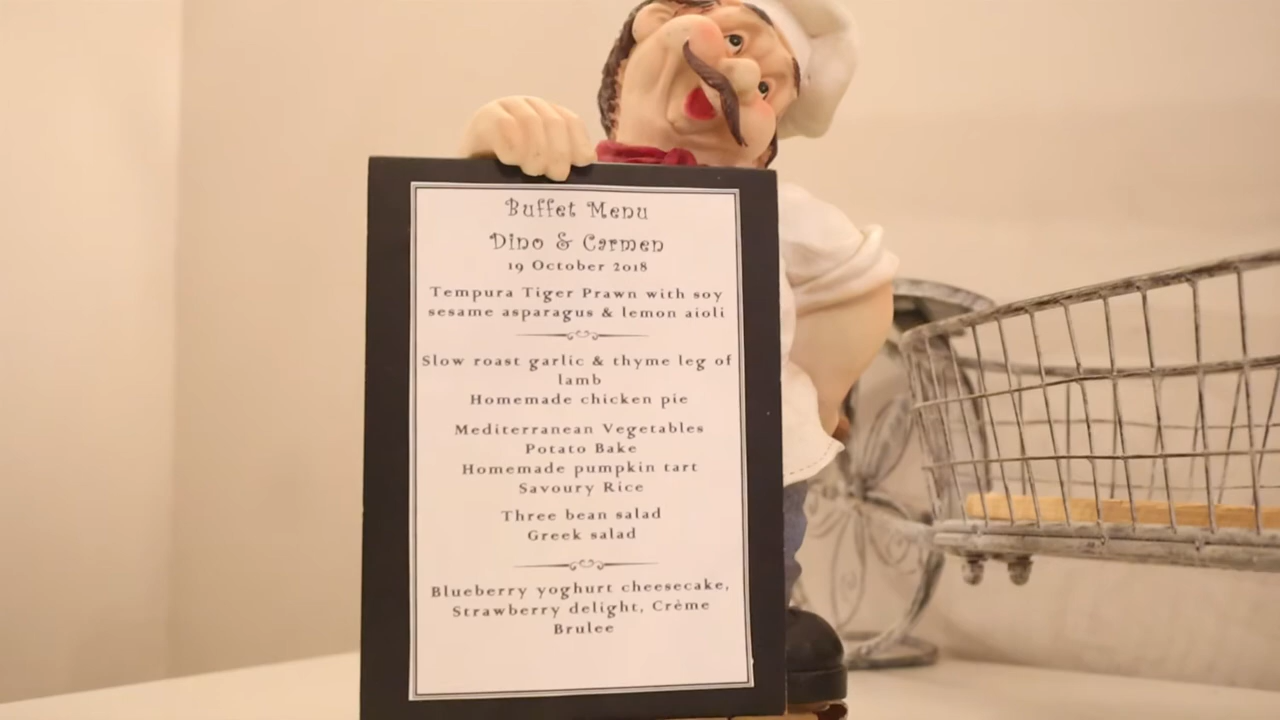 Buffet Menu
Dino & Carmen
19 October 2018
Tempura Tiger Prawn with soy
sesame asparagus & lemon aioli
Slow roast garlic & thyme leg of
lamb
Homemade chicken pie
Mediterranean Vegetables
Potato Bake
Homemade pumpkin tart
Savoury Rice
Three bean salad
Greek salad
Blueberry yoghurt cheesecake,
Strawberry delight, Crème
Brulee